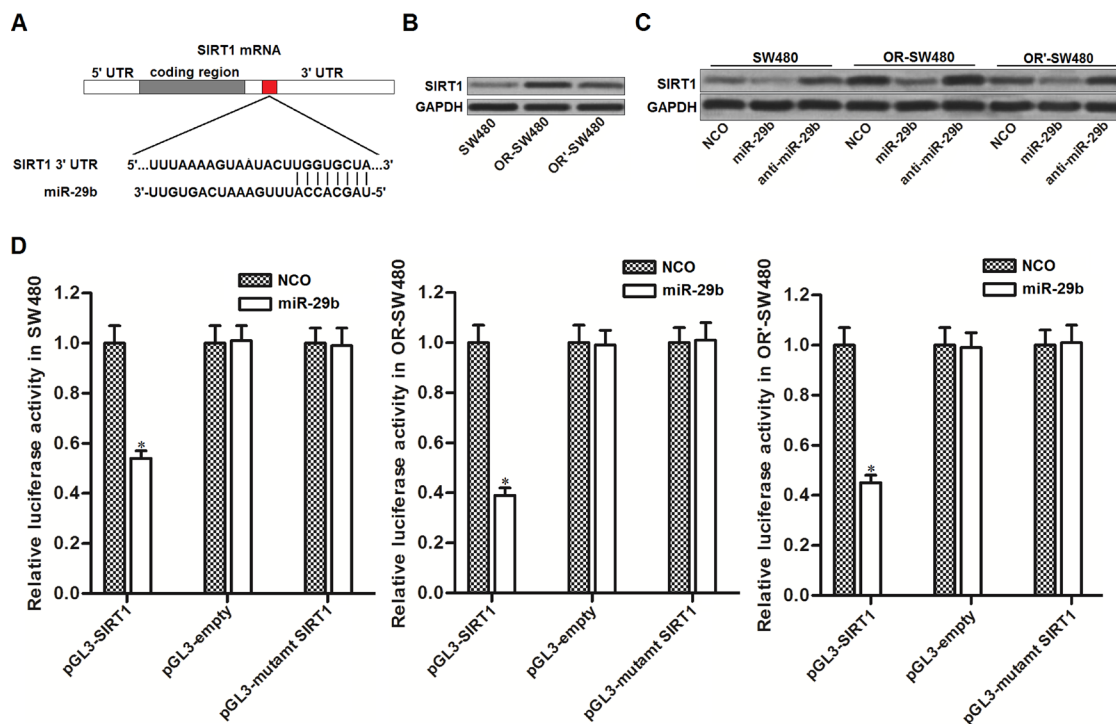 A
SIRT1 mRNA
5' UTR coding region 3' UTR
SIRT1 3' UTR 5'...UUUAAAAGUAAUACUUGGUGCUA...3'
miR-29b 3'-UUGUGACUAAAGUUUACCACGAU-5'
B
SIRT1
GAPDH
SW480 OR-SW480 OR'-SW480
C
SW480 OR-SW480 OR'-SW480
SIRT1
GAPDH
NCO miR-29b anti-miR-29b NCO miR-29b anti-miR-29b NCO miR-29b anti-miR-29b
D
Relative luciferase activity in SW480
NCO
miR-29b
1.2
1.0
0.8
0.6
0.4
0.2
0.0
*
pGL3-SIRT1 pGL3-empty pGL3-mutamt SIRT1
Relative luciferase activity in OR-SW480
NCO
miR-29b
1.2
1.0
0.8
0.6
0.4
0.2
0.0
*
pGL3-SIRT1 pGL3-empty pGL3-mutamt SIRT1
Relative luciferase activity in OR'-SW480
NCO
miR-29b
1.2
1.0
0.8
0.6
0.4
0.2
0.0
*
pGL3-SIRT1 pGL3-empty pGL3-mutamt SIRT1